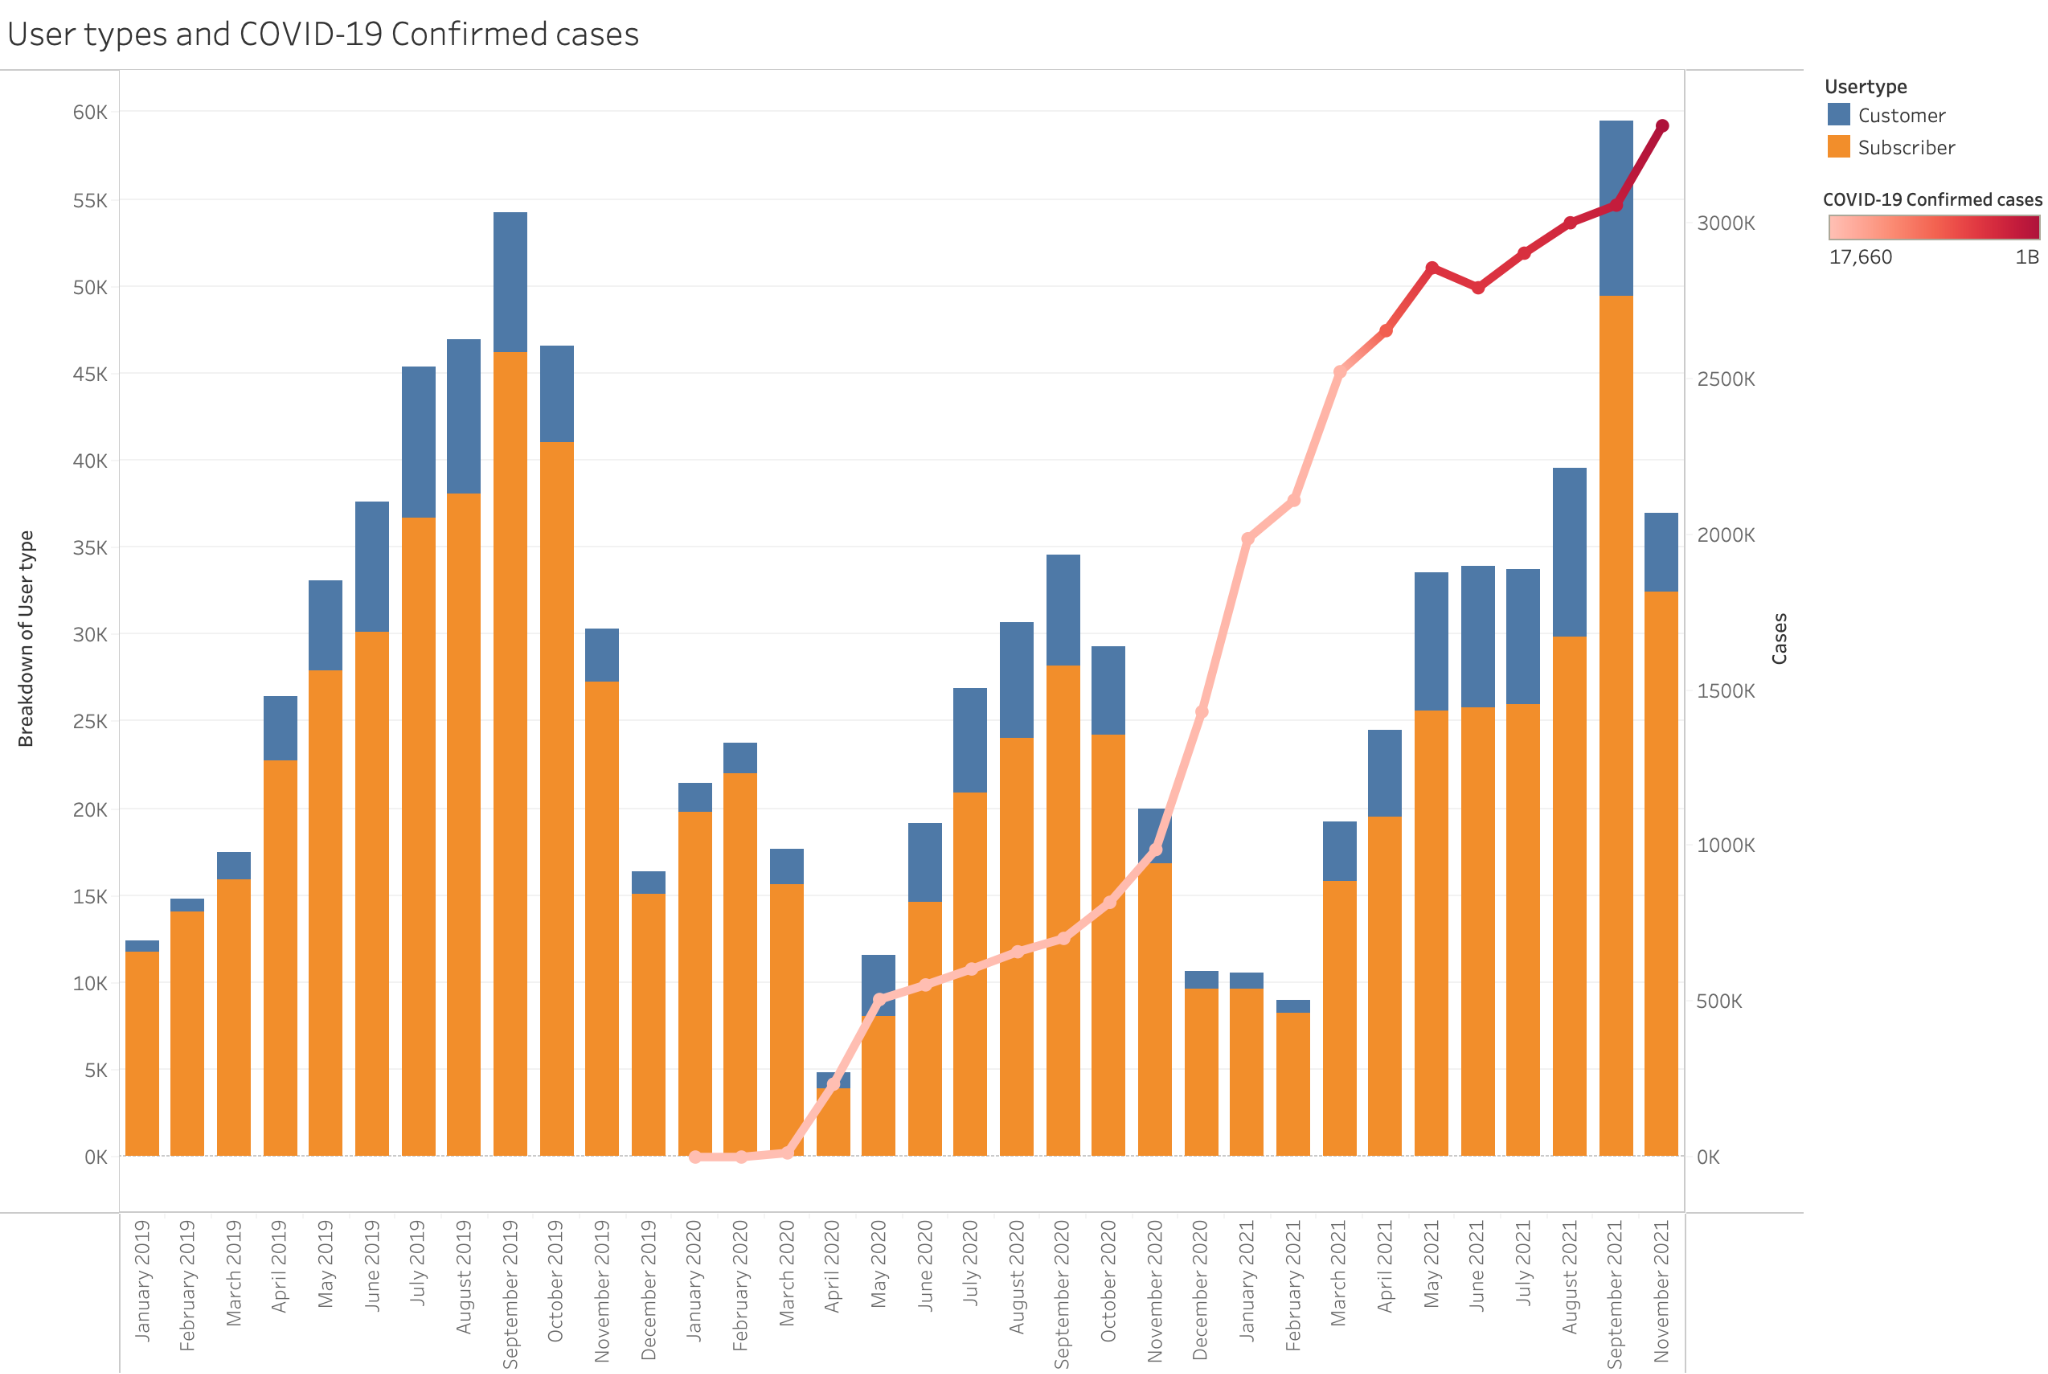 User types and COVID-19 Confirmed cases
60K
55K
50K
45K
40K
35K
30K
25K
20K
15K
10K
5K
0K
Breakdown of User type
3000K
2500K
2000K
1500K
1000K
500K
0K
Cases
January 2019
February 2019
March 2019
April 2019
May 2019
June 2019
July 2019
August 2019
September 2019
October 2019
November 2019
December 2019
January 2020
February 2020
March 2020
April 2020
May 2020
June 2020
July 2020
August 2020
September 2020
October 2020
November 2020
December 2020
January 2021
February 2021
March 2021
April 2021
May 2021
June 2021
July 2021
August 2021
September 2021
November 2021
Usertype
Customer
Subscriber
COVID-19 Confirmed cases
17,660 1B